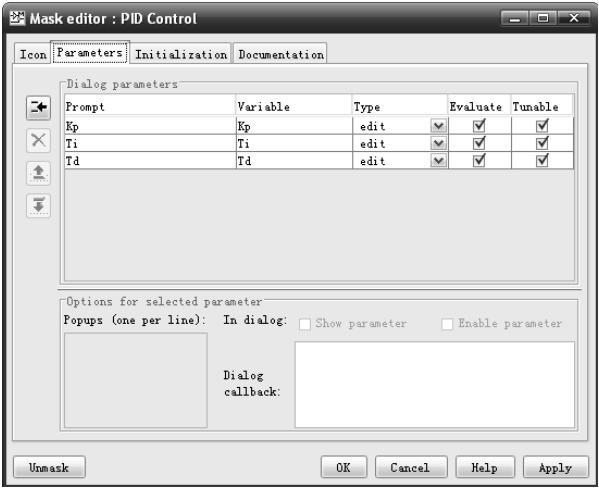 Mask editor : PID Control
Icon Parameters Initialization Documentation
Dialog parameters
Prompt Variable Type Evaluate Tunable
Kp Kp edit
Ti Ti edit
Td Td edit
Options for selected parameter
Popups (one per line): In dialog: Show parameter Enable parameter
Dialog
callback:
Unmask OK Cancel Help Apply